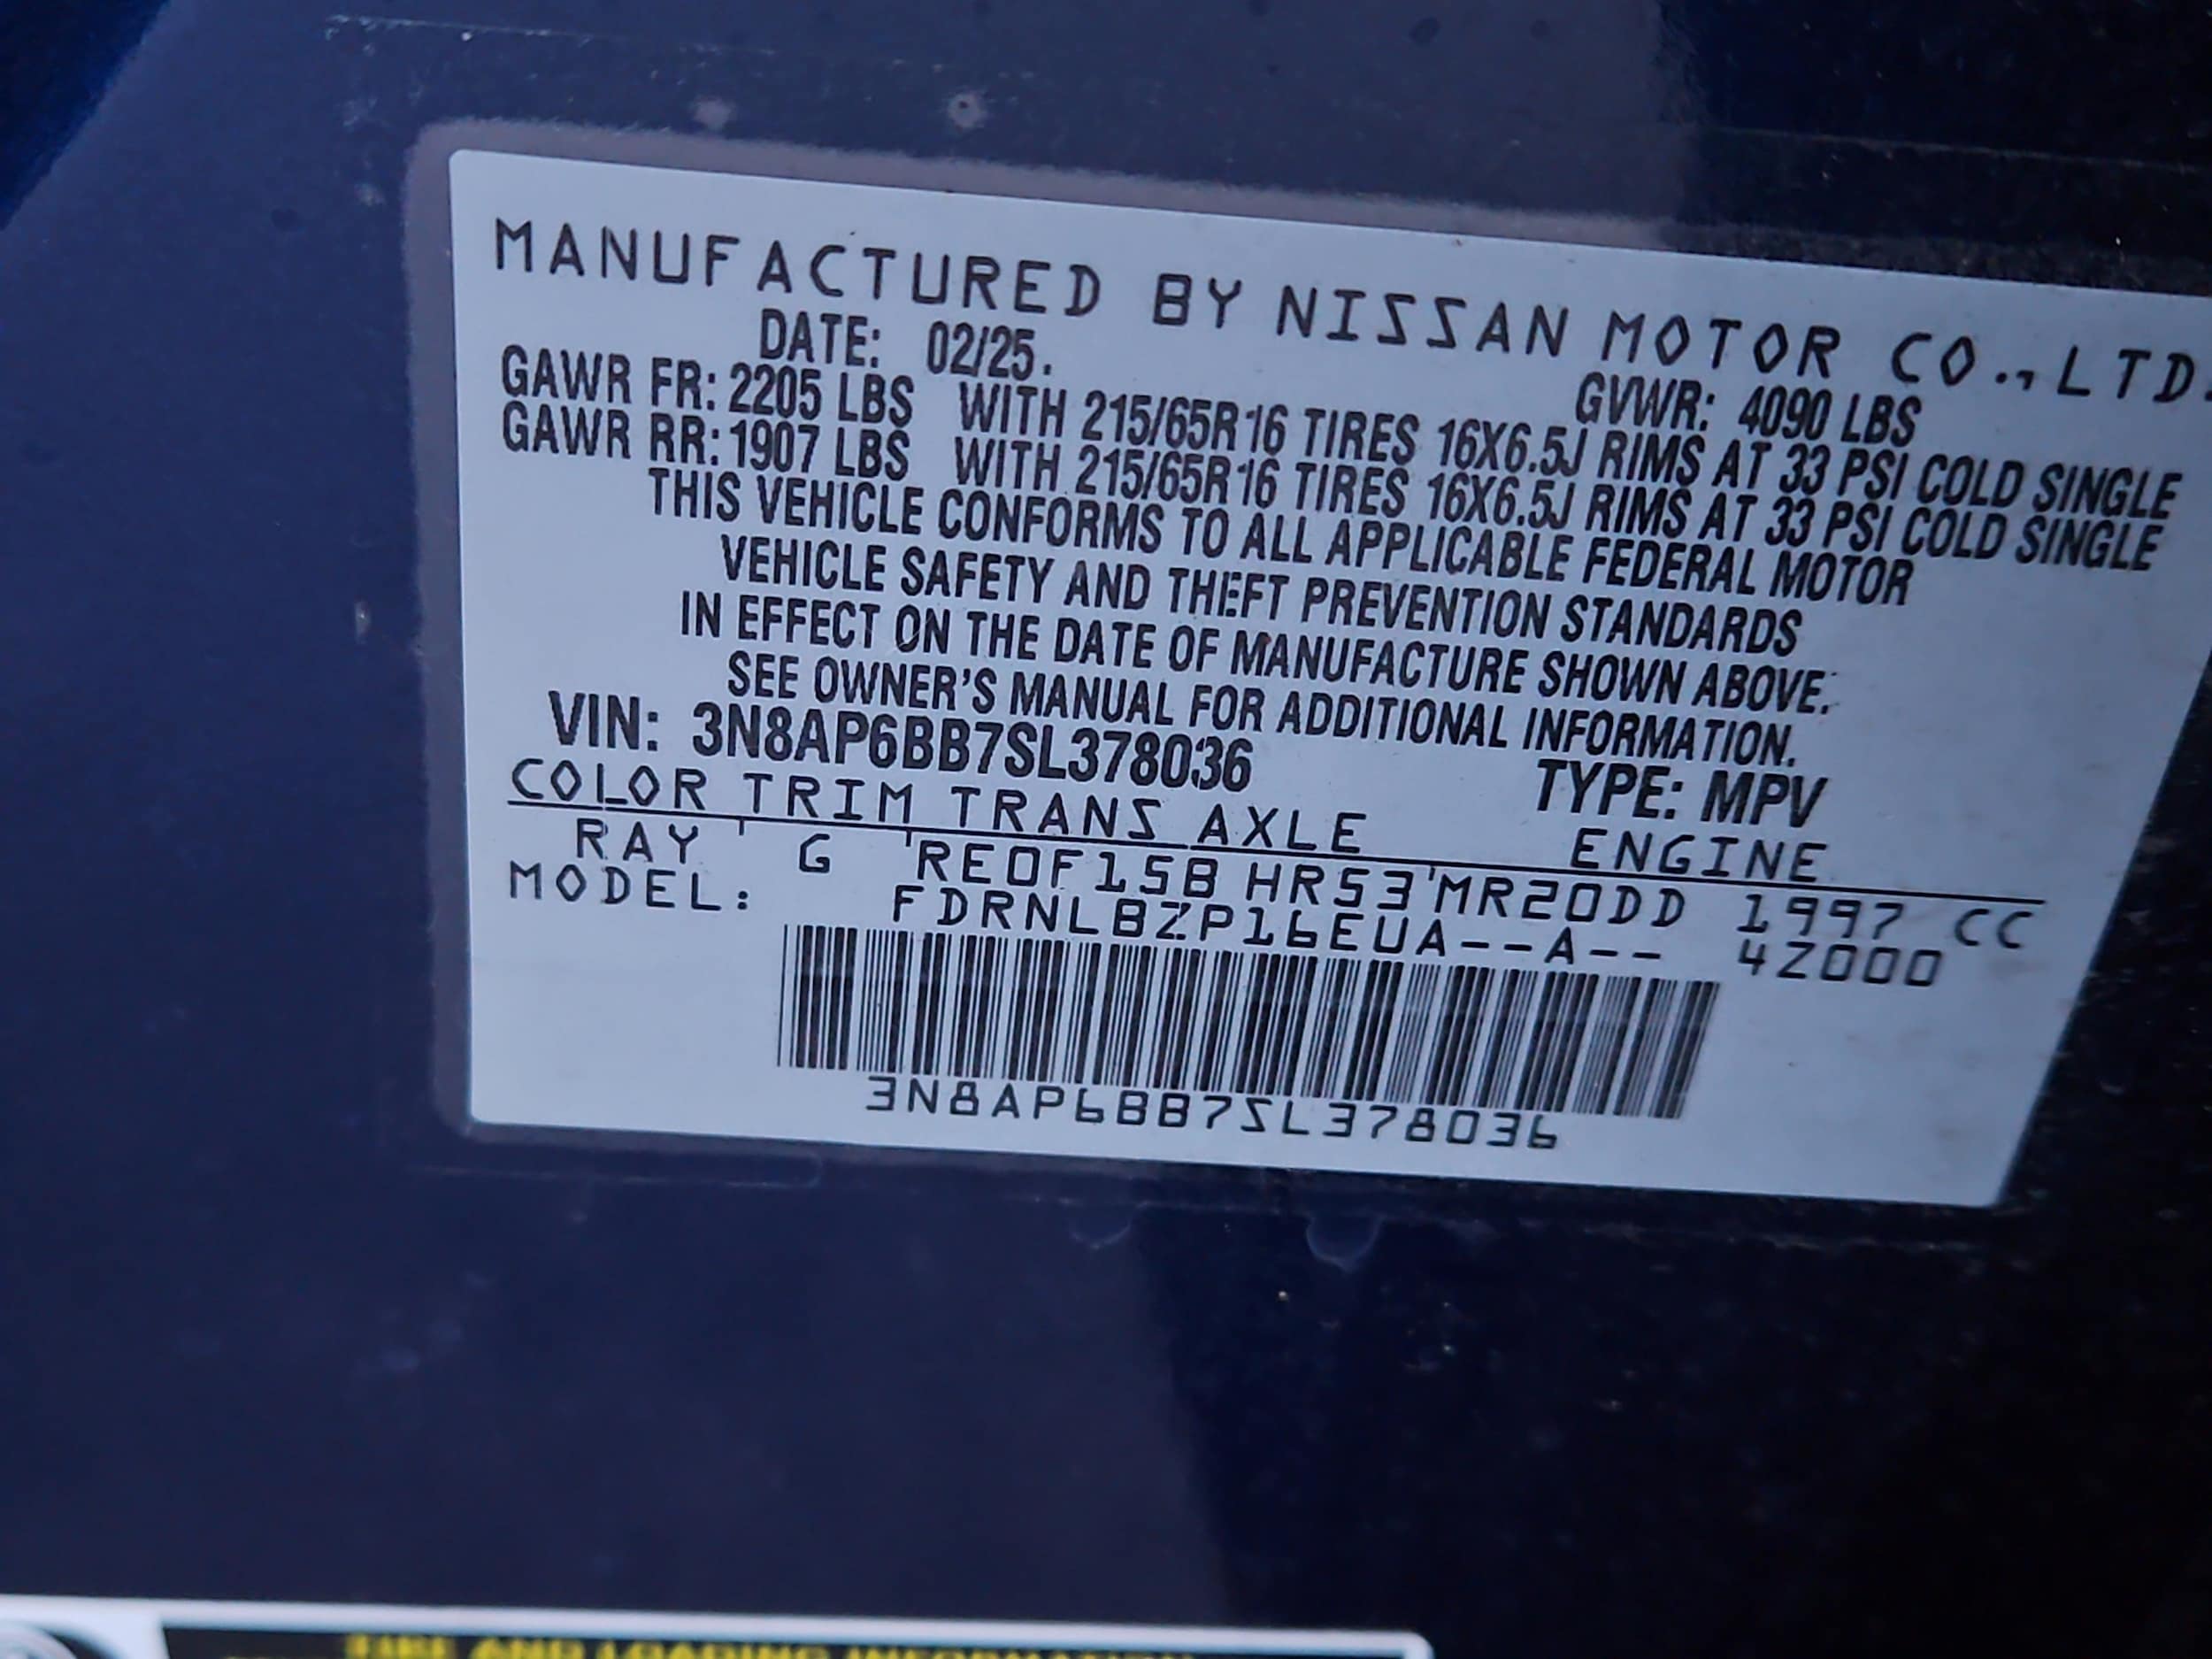 MANUFACTURED BY NISSAN MOTOR CO.,LTD.
DATE: 02/25. GVWR: 4090 LBS
GAWR FR: 2205 LBS WITH 215/65R16 TIRES 16X6.5J RIMS AT 33 PSI COLD SINGLE
GAWR RR: 1907 LBS WITH 215/65R16 TIRES 16X6.5J RIMS AT 33 PSI COLD SINGLE
THIS VEHICLE CONFORMS TO ALL APPLICABLE FEDERAL MOTOR
VEHICLE SAFETY AND THEFT PREVENTION STANDARDS
IN EFFECT ON THE DATE OF MANUFACTURE SHOWN ABOVE.
SEE OWNER'S MANUAL FOR ADDITIONAL INFORMATION.
VIN: 3N8AP6BB7SL378036 TYPE: MPV
COLOR TRIM TRANS AXLE ENGINE
RAY G RE0F15B HR53 MR20DD 1997 CC
MODEL: FDRNLBZP16EUA--A-- 4Z000
3N8AP6BB7SL378036
TIRE AND LOADING INFORMATION